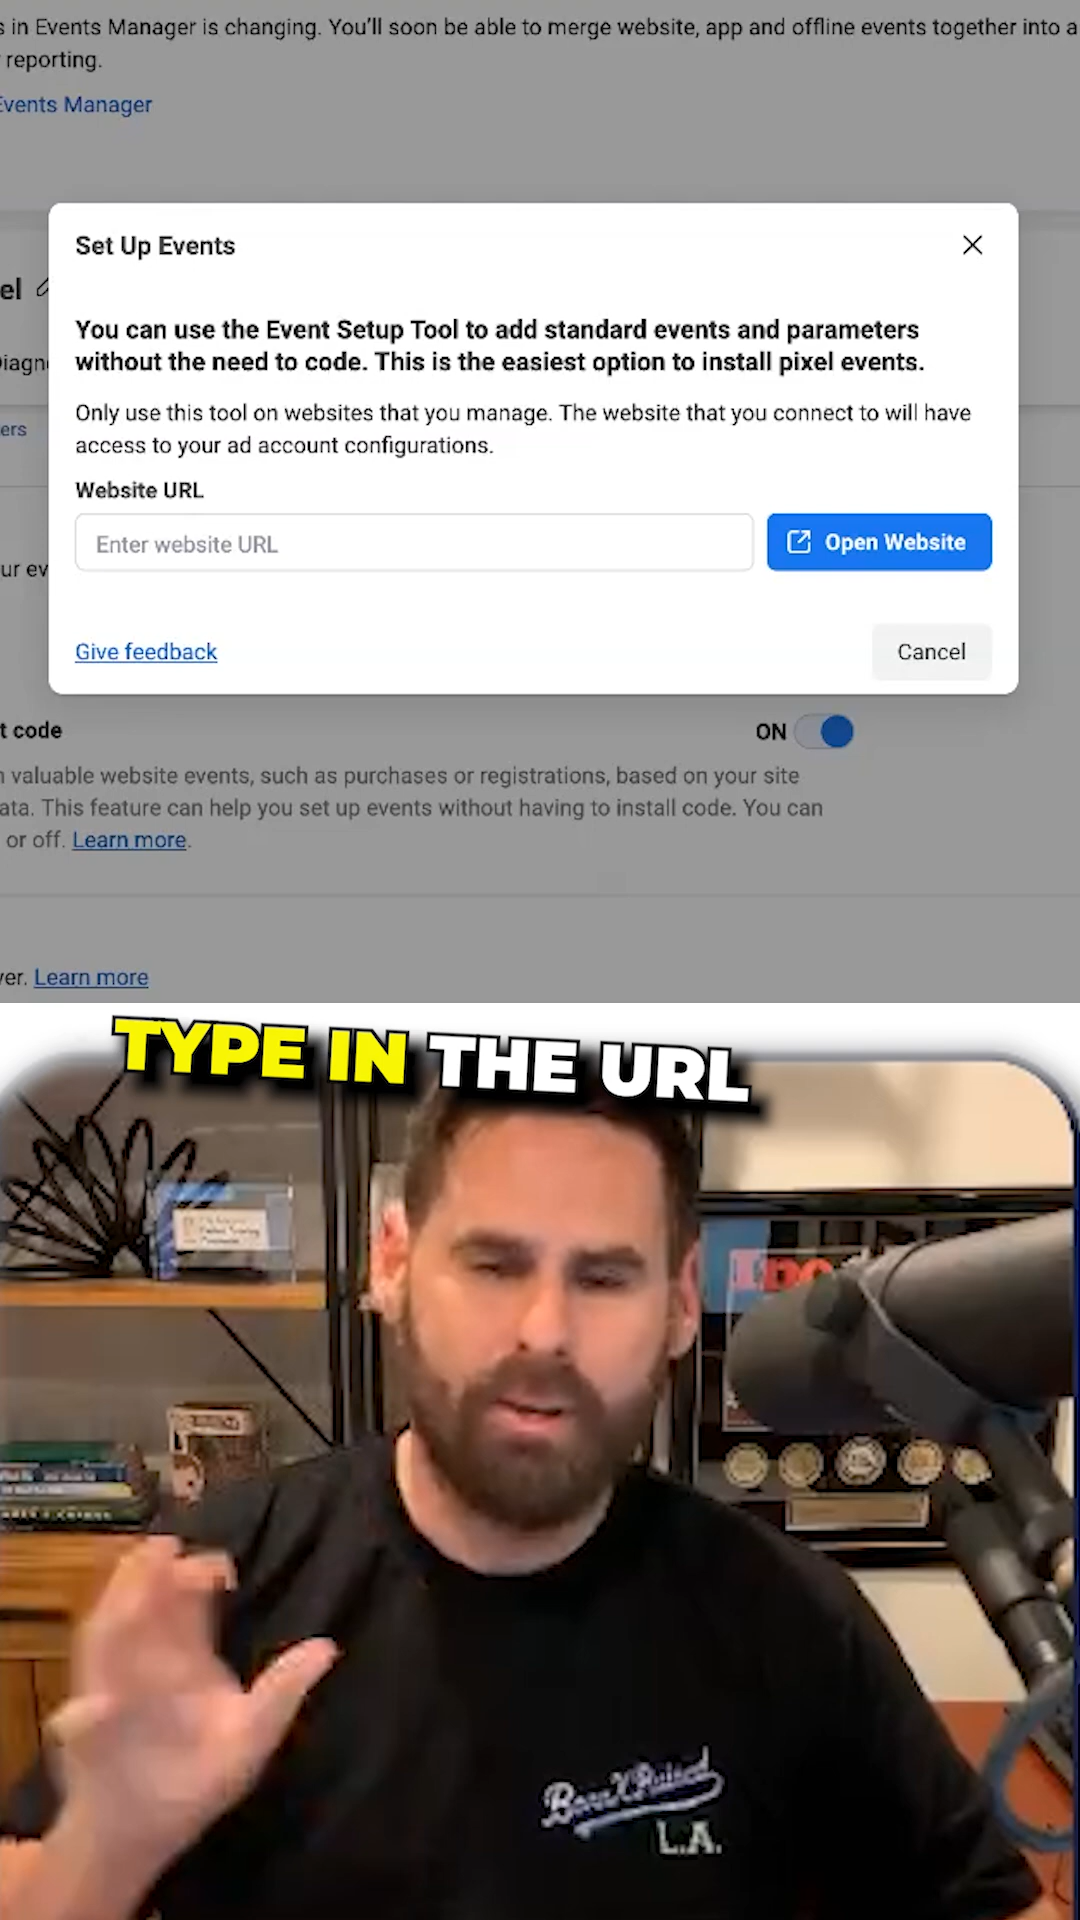 s in Events Manager is changing. You'll soon be able to merge website, app and offline events together into a
reporting.
Events Manager
Set Up Events
el
You can use the Event Setup Tool to add standard events and parameters
without the need to code. This is the easiest option to install pixel events.
Diagn
Only use this tool on websites that you manage. The website that you connect to will have
ers
access to your ad account configurations.
Website URL
Enter website URL
Open Website
ur ev
Give feedback
Cancel
t code
ON
n valuable website events, such as purchases or registrations, based on your site
ata. This feature can help you set up events without having to install code. You can
or off. Learn more.
ver. Learn more
TYPE IN THE URL
Born X Raised
L.A.